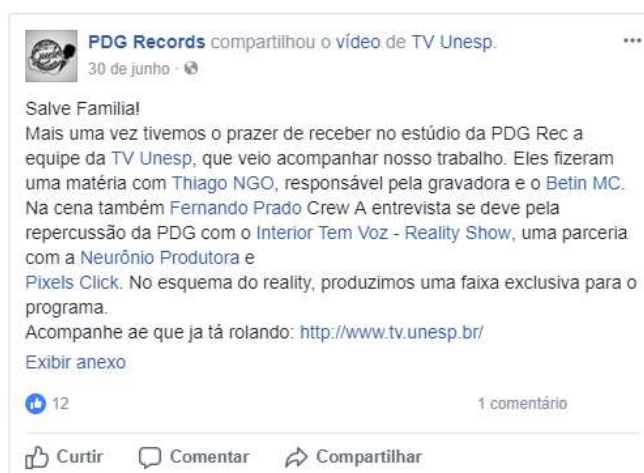 PDG Records compartilhou o vídeo de TV Unesp.
30 de junho ·
Salve Familia!
Mais uma vez tivemos o prazer de receber no estúdio da PDG Rec a
equipe da TV Unesp, que veio acompanhar nosso trabalho. Eles fizeram
uma matéria com Thiago NGO, responsável pela gravadora e o Betin MC.
Na cena também Fernando Prado Crew A entrevista se deve pela
repercussão da PDG com o Interior Tem Voz - Reality Show, uma parceria
com a Neurônio Produtora e
Pixels Click. No esquema do reality, produzimos uma faixa exclusiva para o
programa.
Acompanhe ae que ja tá rolando: http://www.tv.unesp.br/
Exibir anexo
12 1 comentário
Curtir Comentar Compartilhar